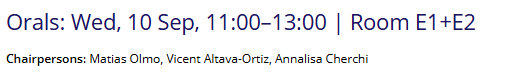 Orals: Wed, 10 Sep, 11:00–13:00 | Room E1+E2
Chairpersons: Matias Olmo, Vicent Altava-Ortiz, Annalisa Cherchi